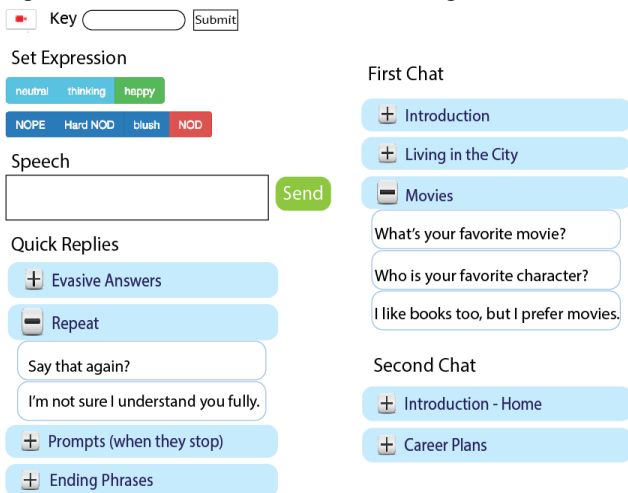 Key
Submit
Set Expression
neutral thinking happy
NOPE Hard NOD blush NOD
Speech
Send
Quick Replies
Evasive Answers
Repeat
Say that again?
I'm not sure I understand you fully.
Prompts (when they stop)
Ending Phrases
First Chat
Introduction
Living in the City
Movies
What's your favorite movie?
Who is your favorite character?
I like books too, but I prefer movies.
Second Chat
Introduction - Home
Career Plans